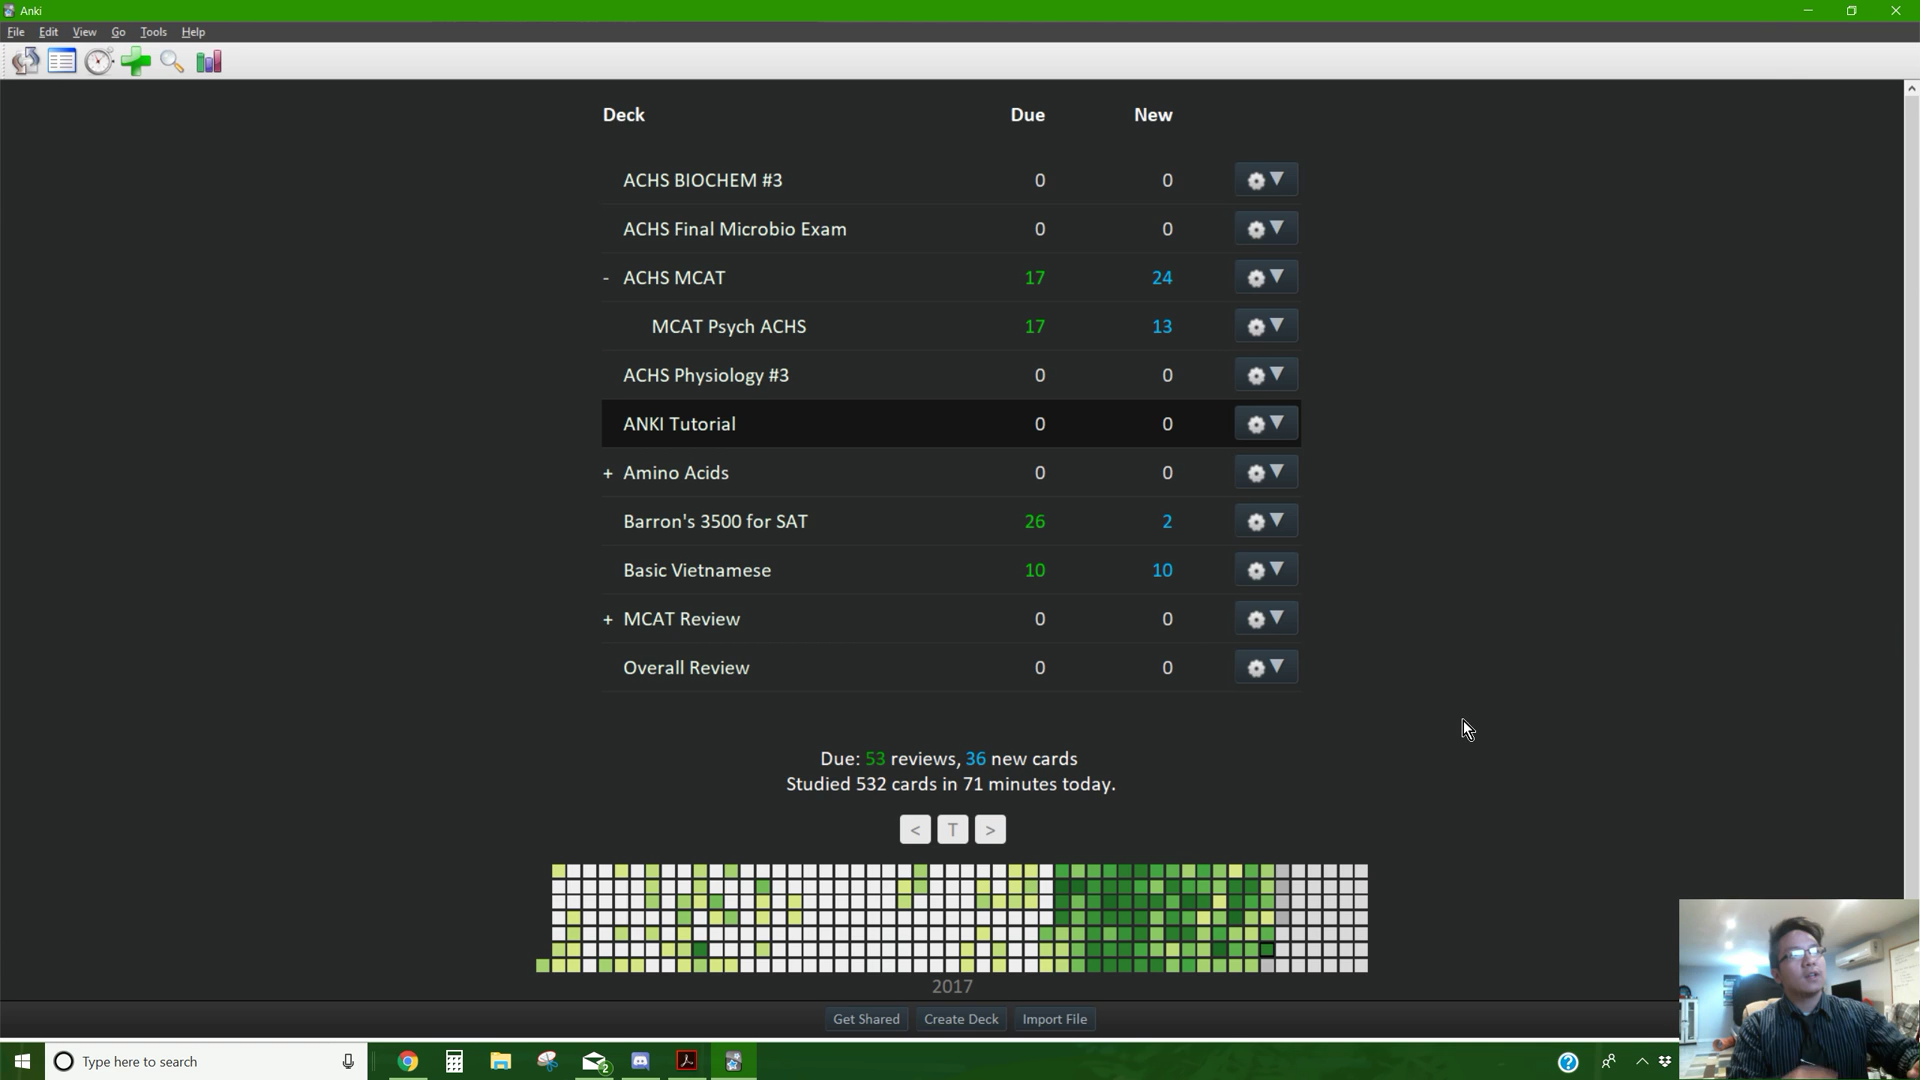 Anki
File Edit View Go Tools Help
Deck Due New
ACHS BIOCHEM #3 0 0
ACHS Final Microbio Exam 0 0
- ACHS MCAT 17 24
MCAT Psych ACHS 17 13
ACHS Physiology #3 0 0
ANKI Tutorial 0 0
+ Amino Acids 0 0
Barron's 3500 for SAT 26 2
Basic Vietnamese 10 10
+ MCAT Review 0 0
Overall Review 0 0
Due: 53 reviews, 36 new cards
Studied 532 cards in 71 minutes today.
< T >
2017
Get Shared Create Deck Import File
Type here to search
2